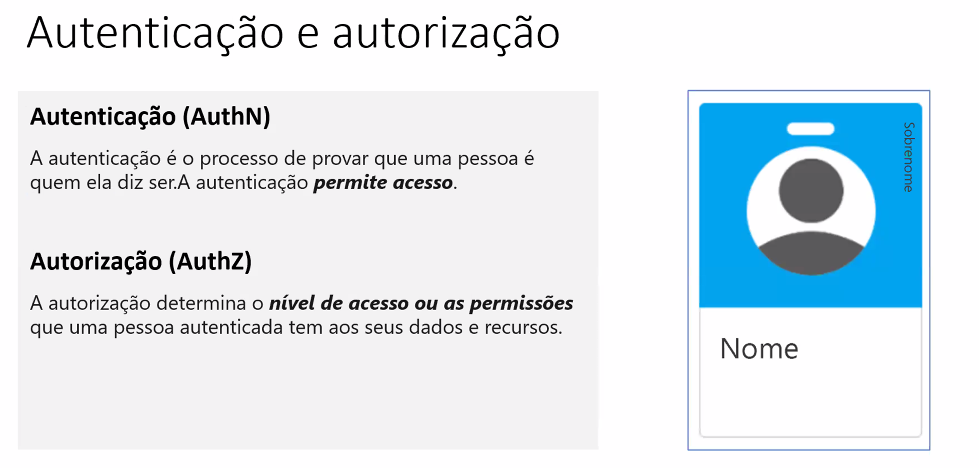 Autenticação e autorização
Autenticação (AuthN)
A autenticação é o processo de provar que uma pessoa é
quem ela diz ser.A autenticação permite acesso.
Autorização (AuthZ)
A autorização determina o nível de acesso ou as permissões
que uma pessoa autenticada tem aos seus dados e recursos.
Sobrenome
Nome